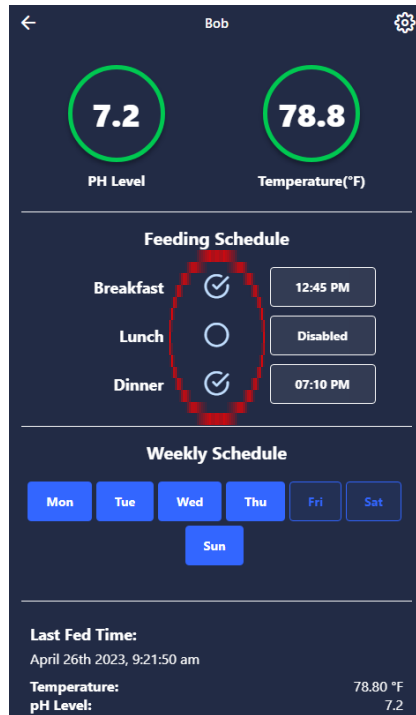 Bob
7.2 78.8
PH Level Temperature(°F)
Feeding Schedule
Breakfast 12:45 PM
Lunch Disabled
Dinner 07:10 PM
Weekly Schedule
Mon Tue Wed Thu Fri Sat
Sun
Last Fed Time:
April 26th 2023, 9:21:50 am
Temperature: 78.80 °F
pH Level: 7.2